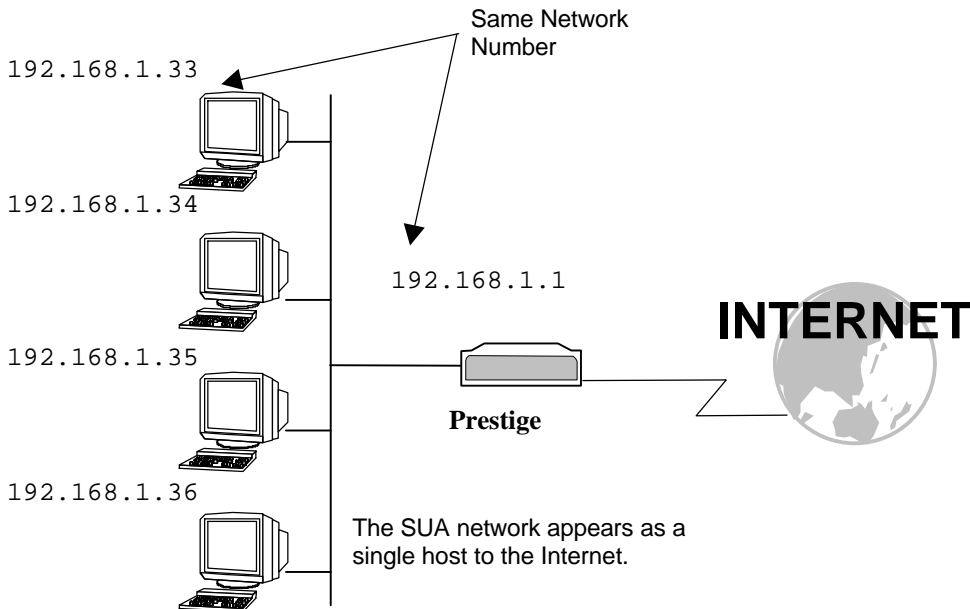 Same Network
Number
192.168.1.33
192.168.1.34
192.168.1.1
INTERNET
192.168.1.35
Prestige
192.168.1.36
The SUA network appears as a
single host to the Internet.